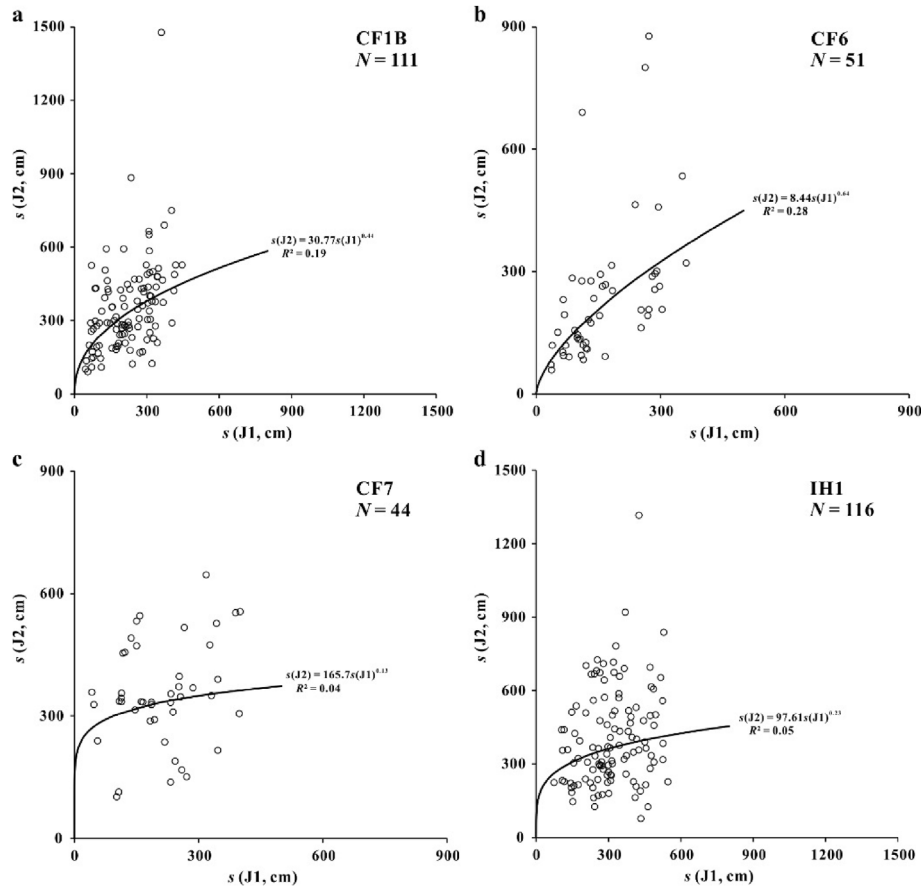 a
CF1B
N = 111
1500
1200
900
600
300
0
s (J2, cm)
s(J2) = 30.77s(J1)^0.44
R² = 0.19
0 300 600 900 1200 1500
s (J1, cm)
b
CF6
N = 51
900
600
300
0
s (J2, cm)
s(J2) = 8.44s(J1)^0.64
R² = 0.28
0 300 600 900
s (J1, cm)
c
CF7
N = 44
900
600
300
0
s (J2, cm)
s(J2) = 165.7s(J1)^0.13
R² = 0.04
0 300 600 900
s (J1, cm)
d
IH1
N = 116
1500
1200
900
600
300
0
s (J2, cm)
s(J2) = 97.61s(J1)^0.23
R² = 0.05
0 300 600 900 1200 1500
s (J1, cm)